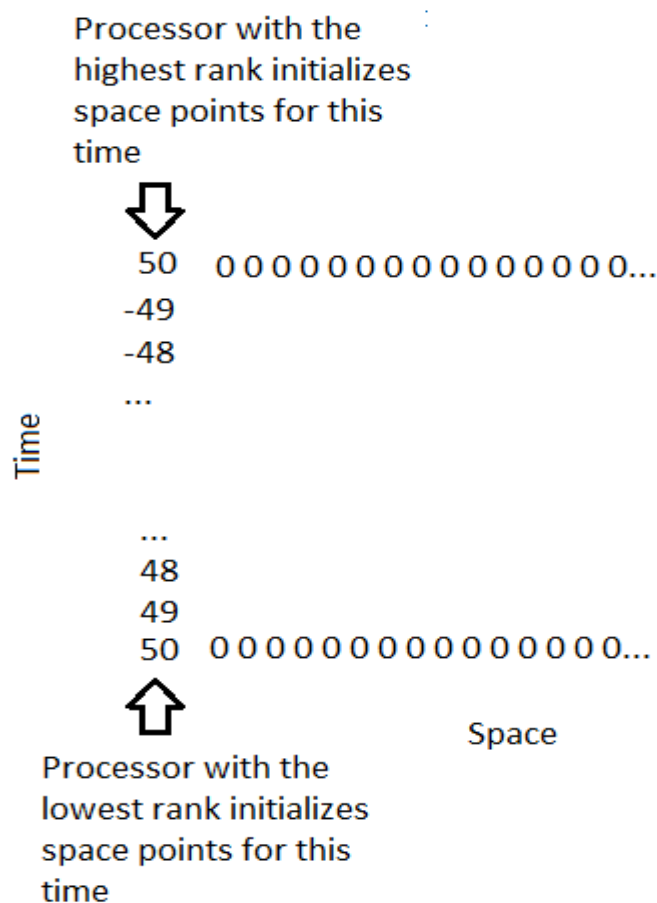 Processor with the
highest rank initializes
space points for this
time
50 0 0 0 0 0 0 0 0 0 0 0 0 0 0 0...
-49
-48
...
Time
...
48
49
50 0 0 0 0 0 0 0 0 0 0 0 0 0 0 0...
Space
Processor with the
lowest rank initializes
space points for this
time